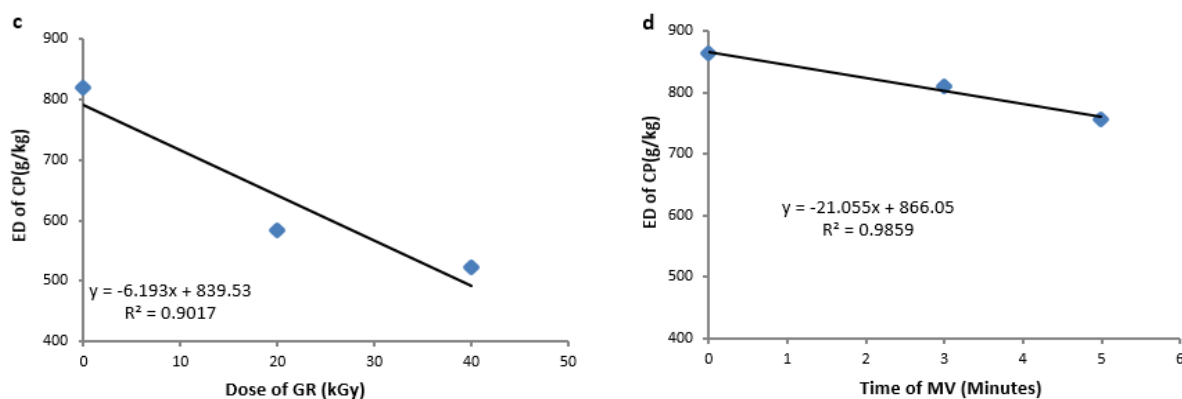 c
900
800
700
600
500
400
ED of CP(g/kg)
y = -6.193x + 839.53
R² = 0.9017
0 10 20 30 40 50
Dose of GR (kGy)
d
900
800
700
600
500
400
ED of CP(g/kg)
y = -21.055x + 866.05
R² = 0.9859
0 1 2 3 4 5 6
Time of MV (Minutes)